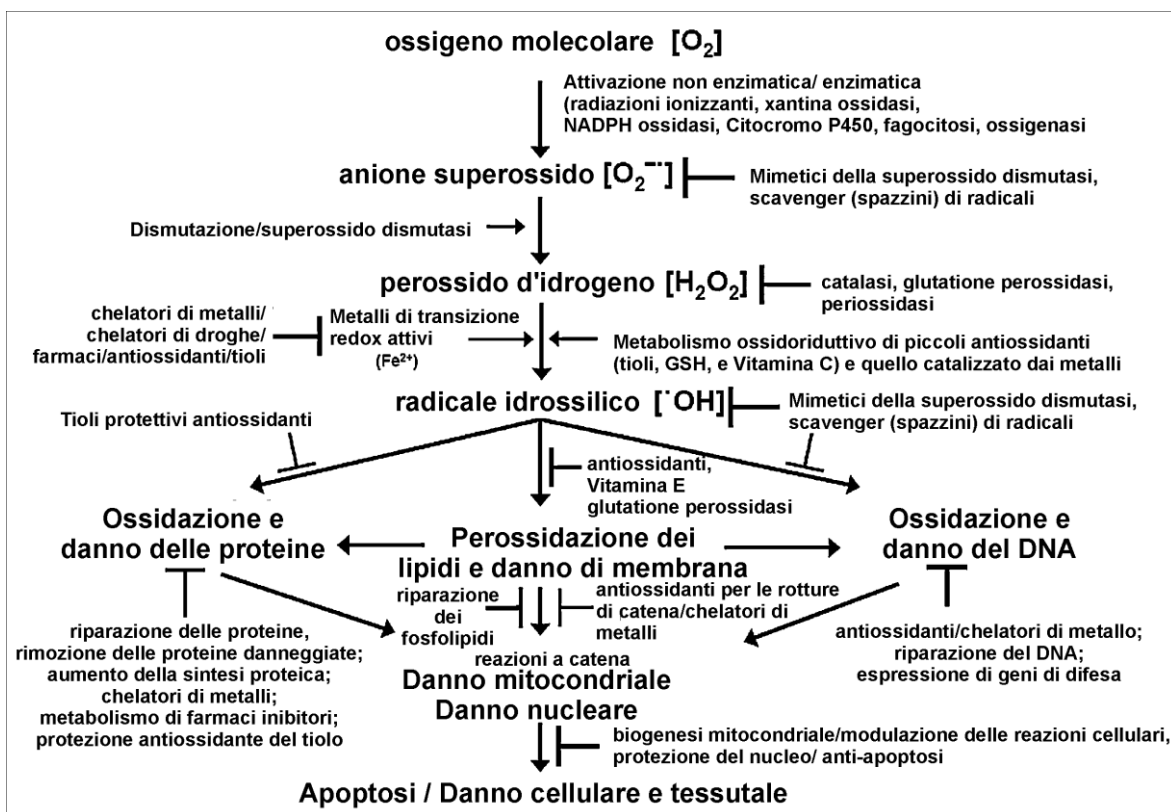 ossigeno molecolare [O₂]
Attivazione non enzimatica/ enzimatica
(radiazioni ionizzanti, xantina ossidasi,
NADPH ossidasi, Citocromo P450, fagocitosi, ossigenasi
anione superossido [O₂⁻˙]
Mimetici della superossido dismutasi,
scavenger (spazzini) di radicali
Dismutazione/superossido dismutasi
perossido d'idrogeno [H₂O₂]
catalasi, glutatione perossidasi,
periossidasi
chelatori di metalli/
chelatori di droghe/
farmaci/antiossidanti/tioli
Metalli di transizione
redox attivi
(Fe²⁺)
Metabolismo ossidoriduttivo di piccoli antiossidanti
(tioli, GSH, e Vitamina C) e quello catalizzato dai metalli
radicale idrossilico [˙OH]
Mimetici della superossido dismutasi,
scavenger (spazzini) di radicali
Tioli protettivi antiossidanti
antiossidanti,
Vitamina E
glutatione perossidasi
Ossidazione e
danno delle proteine
Perossidazione dei
lipidi e danno di membrana
Ossidazione e
danno del DNA
riparazione
dei
fosfolipidi
antiossidanti per le rotture
di catena/chelatori di
metalli
riparazione delle proteine,
rimozione delle proteine danneggiate;
aumento della sintesi proteica;
chelatori di metalli;
metabolismo di farmaci inibitori;
protezione antiossidante del tiolo
antiossidanti/chelatori di metallo;
riparazione del DNA;
espressione di geni di difesa
reazioni a catena
Danno mitocondriale
Danno nucleare
biogenesi mitocondriale/modulazione delle reazioni cellulari,
protezione del nucleo/ anti-apoptosi
Apoptosi / Danno cellulare e tessutale